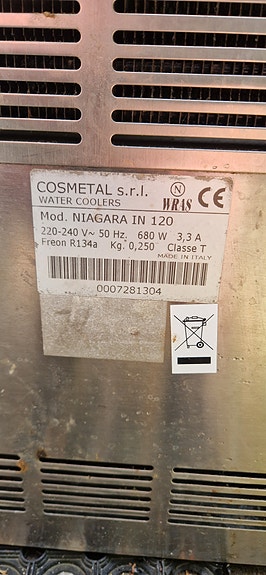 COSMETAL s.r.l.
WATER COOLERS
N
WRAS
CE
Mod. NIAGARA IN 120
220-240 V~ 50 Hz. 680 W 3,3 A
Freon R134a Kg. 0,250 Classe T
MADE IN ITALY
0007281304